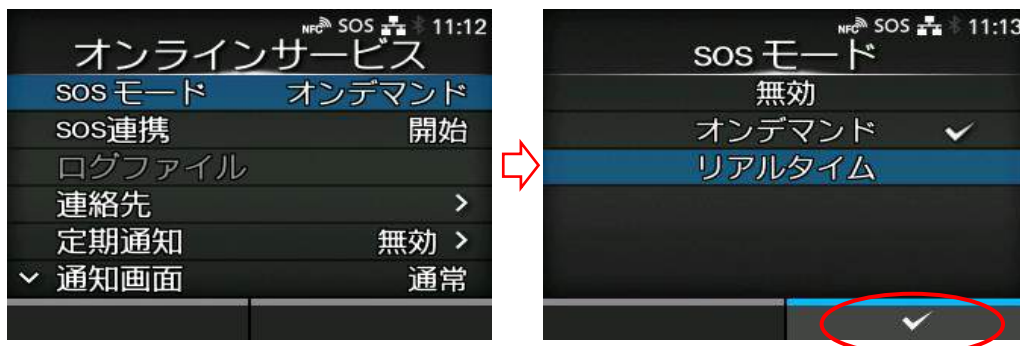 NFC SOS 11:12
オンラインサービス
SOS モード オンデマンド
SOS連携 開始
ログファイル
連絡先 >
定期通知 無効 >
通知画面 通常
NFC SOS 11:13
SOS モード
無効
オンデマンド
リアルタイム